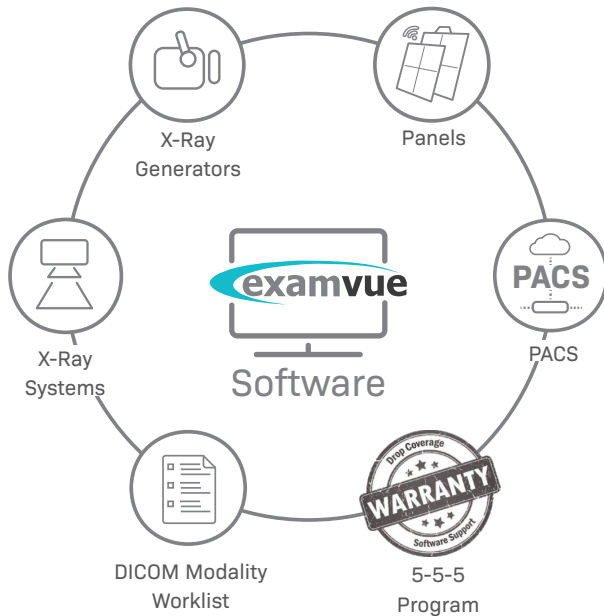 X-Ray
Generators
Panels
examvue
Software
X-Ray
Systems
PACS
PACS
DICOM Modality
Worklist
Drop Coverage
WARRANTY
Software Support
5-5-5
Program